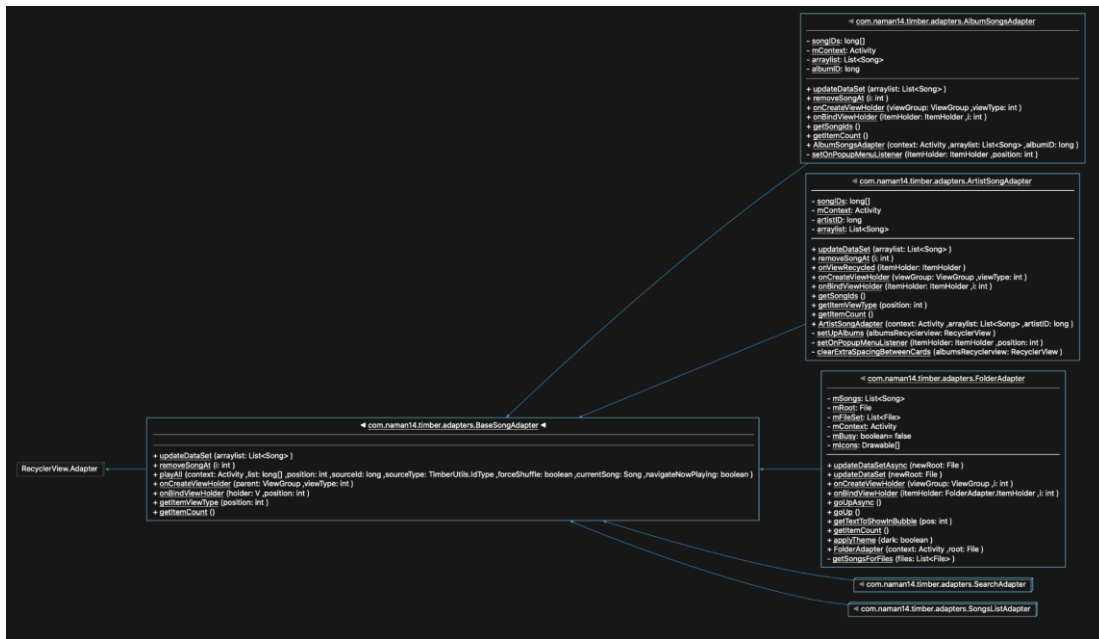 ◄ com.naman14.timber.adapters.AlbumSongsAdapter
- songIDs: long[]
- mContext: Activity
- arraylist: List<Song>
- albumID: long
+ updateDataSet (arraylist: List<Song> )
+ removeSongAt (i: int )
+ onCreateViewHolder (viewGroup: ViewGroup ,viewType: int )
+ onBindViewHolder (itemHolder: ItemHolder ,i: int )
+ getSongIds ()
+ getItemCount ()
+ AlbumSongsAdapter (context: Activity ,arraylist: List<Song> ,albumID: long )
- setOnPopupMenuListener (itemHolder: ItemHolder ,position: int )
◄ com.naman14.timber.adapters.ArtistSongAdapter
- songIDs: long[]
- mContext: Activity
- artistID: long
- arraylist: List<Song>
+ updateDataSet (arraylist: List<Song> )
+ removeSongAt (i: int )
+ onViewRecycled (itemHolder: ItemHolder )
+ onCreateViewHolder (viewGroup: ViewGroup ,viewType: int )
+ onBindViewHolder (itemHolder: ItemHolder ,i: int )
+ getSongIds ()
+ getItemViewType (position: int )
+ getItemCount ()
+ ArtistSongAdapter (context: Activity ,arraylist: List<Song> ,artistID: long )
- setUpAlbums (albumsRecyclerview: RecyclerView )
- setOnPopupMenuListener (itemHolder: ItemHolder ,position: int )
- clearExtraSpacingBetweenCards (albumsRecyclerview: RecyclerView )
◄ com.naman14.timber.adapters.FolderAdapter
- mSongs: List<Song>
- mRoot: File
- mFileSet: List<File>
- mContext: Activity
- mBusy: boolean= false
- mIcons: Drawable[]
+ updateDataSetAsync (newRoot: File )
+ updateDataSet (newRoot: File )
+ onCreateViewHolder (viewGroup: ViewGroup ,i: int )
+ onBindViewHolder (itemHolder: FolderAdapter.ItemHolder ,i: int )
+ goUpAsync ()
+ goUp ()
+ getTextToShowInBubble (pos: int )
+ getItemCount ()
+ applyTheme (dark: boolean )
+ FolderAdapter (context: Activity ,root: File )
- getSongsForFiles (files: List<File> )
◄ com.naman14.timber.adapters.BaseSongAdapter ◄
+ updateDataSet (arraylist: List<Song> )
+ removeSongAt (i: int )
+ playAll (context: Activity ,list: long[] ,position: int ,sourceId: long ,sourceType: TimberUtils.IdType ,forceShuffle: boolean ,currentSong: Song ,navigateNowPlaying: boolean )
+ onCreateViewHolder (parent: ViewGroup ,viewType: int )
+ onBindViewHolder (holder: V ,position: int )
+ getItemViewType (position: int )
+ getItemCount ()
RecyclerView.Adapter
◄ com.naman14.timber.adapters.SearchAdapter
◄ com.naman14.timber.adapters.SongsListAdapter